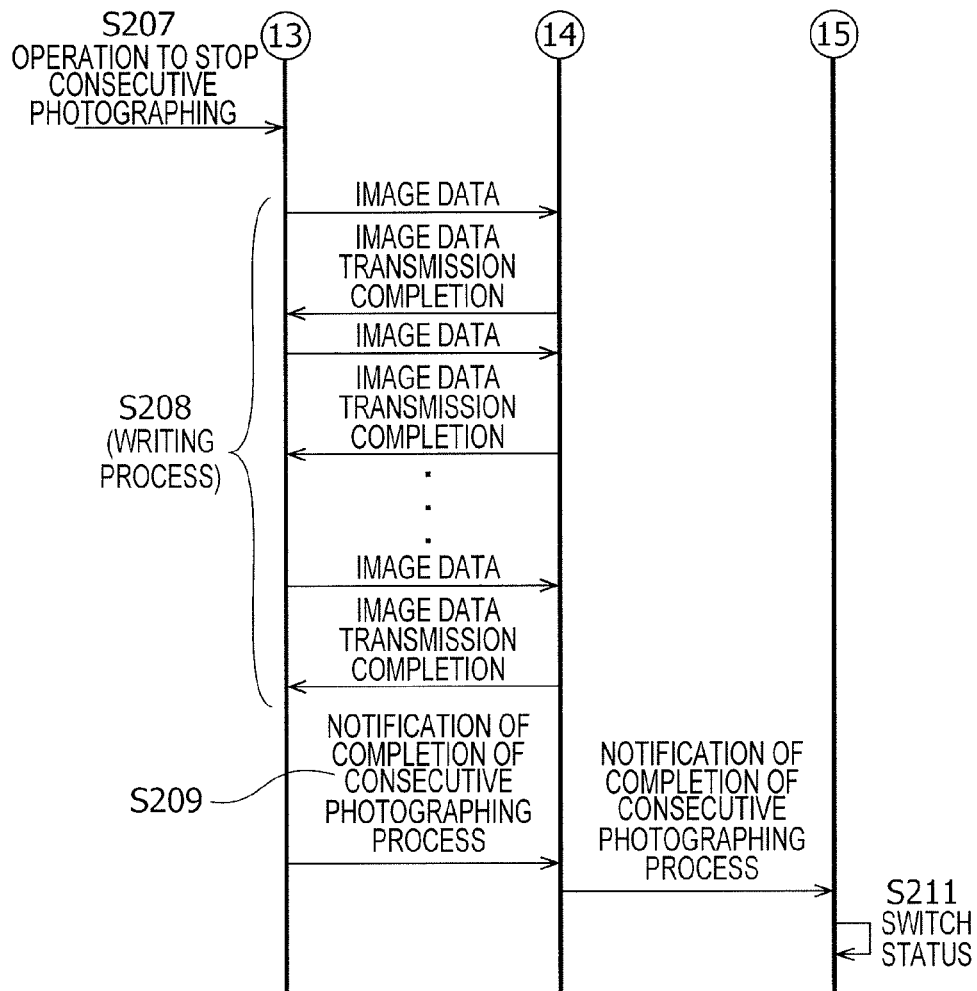 S207
OPERATION TO STOP
CONSECUTIVE
PHOTOGRAPHING
13
14
15
IMAGE DATA
IMAGE DATA
TRANSMISSION
COMPLETION
IMAGE DATA
IMAGE DATA
TRANSMISSION
COMPLETION
S208
(WRITING
PROCESS)
IMAGE DATA
IMAGE DATA
TRANSMISSION
COMPLETION
S209
NOTIFICATION OF
COMPLETION OF
CONSECUTIVE
PHOTOGRAPHING
PROCESS
NOTIFICATION OF
COMPLETION OF
CONSECUTIVE
PHOTOGRAPHING
PROCESS
S211
SWITCH
STATUS